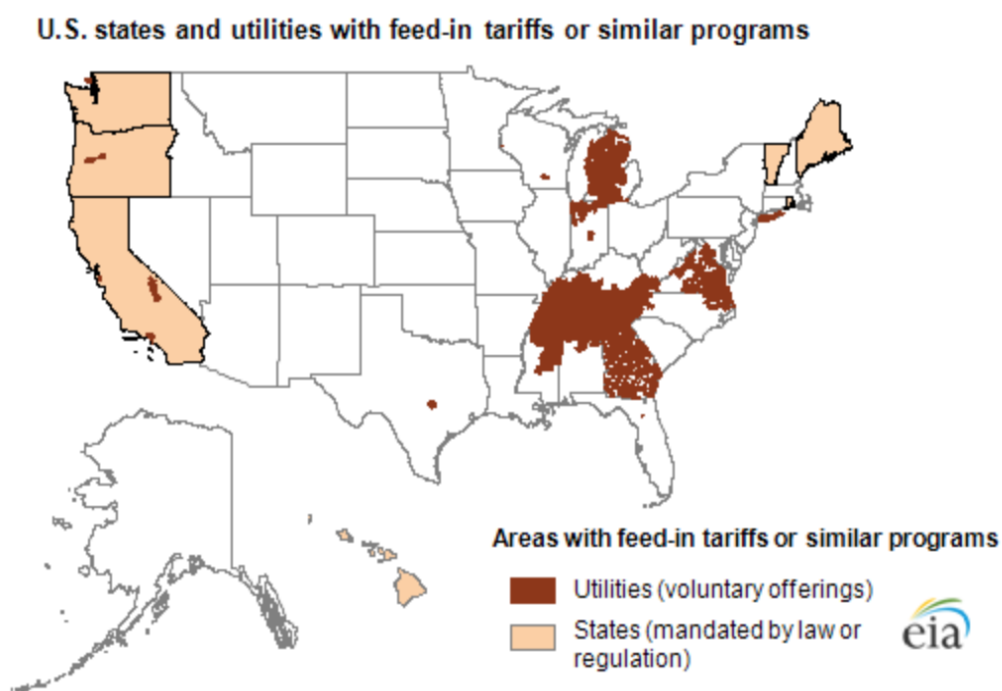 U.S. states and utilities with feed-in tariffs or similar programs
Areas with feed-in tariffs or similar programs
Utilities (voluntary offerings)
States (mandated by law or
regulation)
eia